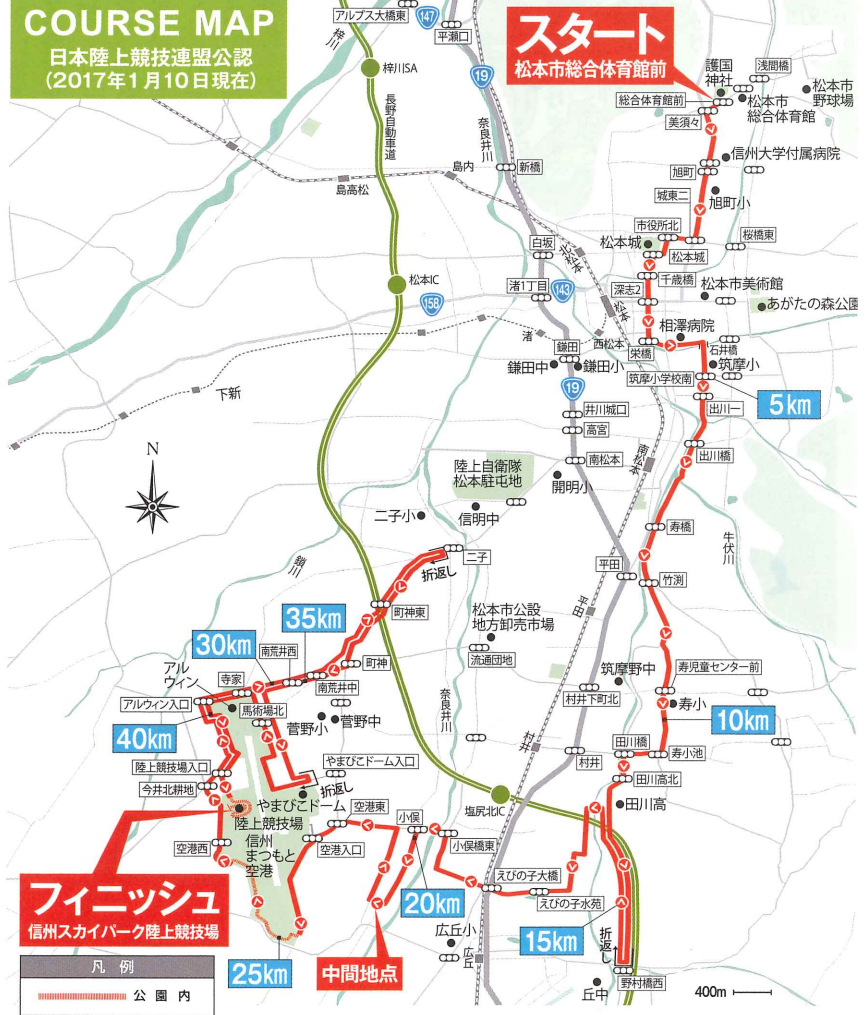 COURSE MAP
日本陸上競技連盟公認
(2017年1月10日現在)
アルプス大橋東
147
平瀬口
梓川
梓川SA
19
スタート
松本市総合体育館前
護国
神社
浅間橋
松本市
野球場
総合体育館前
松本市
総合体育館
美須々
長野自動車道
奈良井川
新橋
島内
島高松
信州大学付属病院
旭町
城東二
旭町小
市役所北
桜橋東
松本城
松本城
白坂
北松本
千歳橋
松本IC
渚1丁目
143
158
深志2
松本市美術館
あがたの森公園
松本
相澤病院
渚
西松本
栄橋
石井橋
鎌田
鎌田中
鎌田小
筑摩小
筑摩小学校南
下新
19
5km
井川城口
出川一
高宮
出川橋
N
南松本
南松本
陸上自衛隊
松本駐屯地
開明小
二子小
信明中
寿橋
牛伏川
鎖川
二子
折返し
平田
竹渕
平田
町神東
松本市公設
地方卸売市場
35km
30km
南荒井西
流通団地
町神
筑摩野中
寿児童センター前
アル
ウィン
寺家
南荒井中
アルウィン入口
馬術場北
菅野小
菅野中
奈良井川
村井下町北
寿小
10km
40km
村井
村井
田川橋
寿小池
陸上競技場入口
やまびこドーム入口
田川高北
折返し
今井北耕地
やまびこドーム
塩尻北IC
田川高
陸上競技場
空港東
小俣
小俣橋東
空港西
信州
まつもと
空港
空港入口
えびの子大橋
20km
えびの子水苑
フィニッシュ
信州スカイパーク陸上競技場
広丘小
15km
折返し
25km
中間地点
広丘
野村橋西
丘中
凡例
公園内
400m